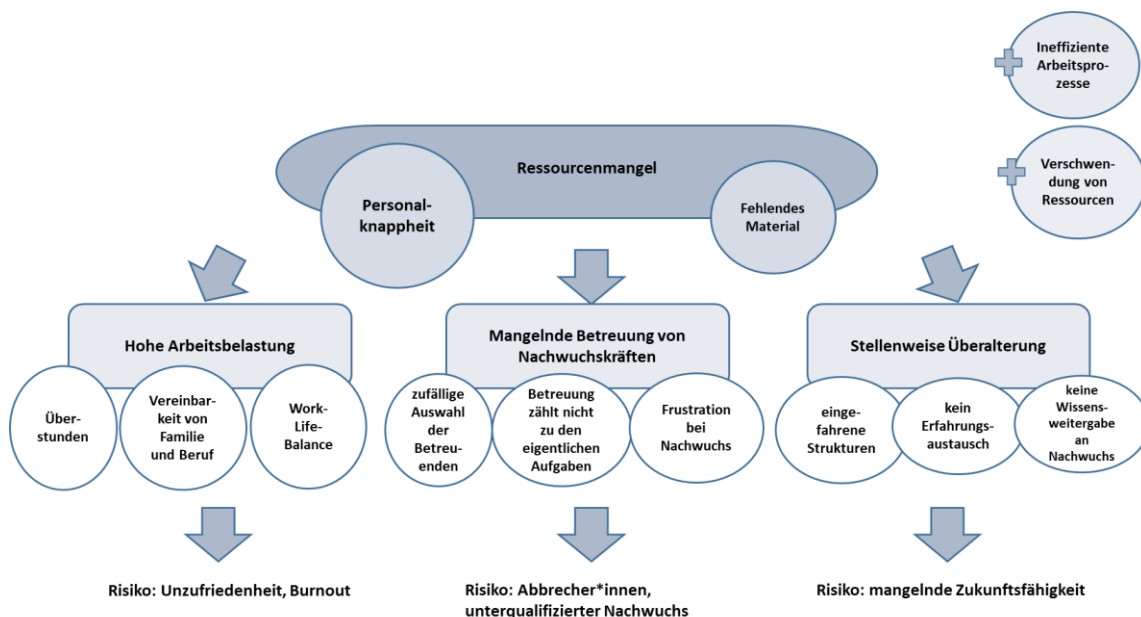 Ineffiziente
Arbeitspro-
zesse
Ressourcenmangel
Verschwen-
dung von
Ressourcen
Personal-
knappheit
Fehlendes
Material
Hohe Arbeitsbelastung
Mangelnde Betreuung von
Nachwuchskräften
Stellenweise Überalterung
Über-
stunden
Vereinbar-
keit von
Familie
und Beruf
Work-
Life-
Balance
zufällige
Auswahl
der
Betreu-
enden
Betreuung
zählt nicht
zu den
eigentlichen
Aufgaben
Frustration
bei
Nachwuchs
einge-
fahrene
Strukturen
kein
Erfahrungs-
austausch
keine
Wissens-
weitergabe
an
Nachwuchs
Risiko: Unzufriedenheit, Burnout
Risiko: Abbrecher*innen,
unterqualifizierter Nachwuchs
Risiko: mangelnde Zukunftsfähigkeit